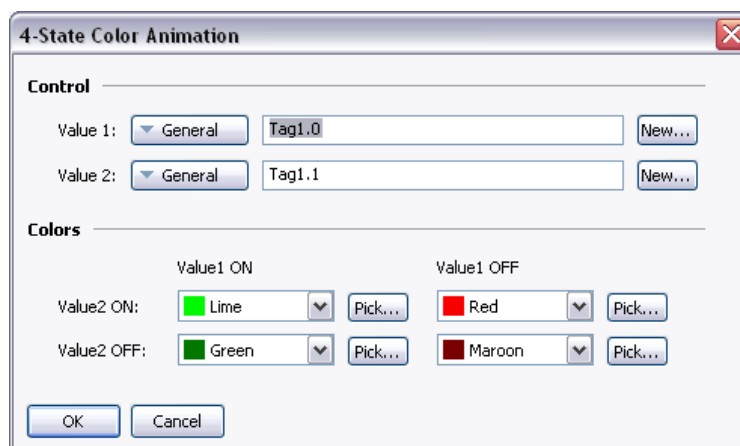 4-State Color Animation
Control
Value 1: General Tag1.0 New...
Value 2: General Tag1.1 New...
Colors
Value1 ON Value1 OFF
Value2 ON: Lime Pick... Red Pick...
Value2 OFF: Green Pick... Maroon Pick...
OK Cancel